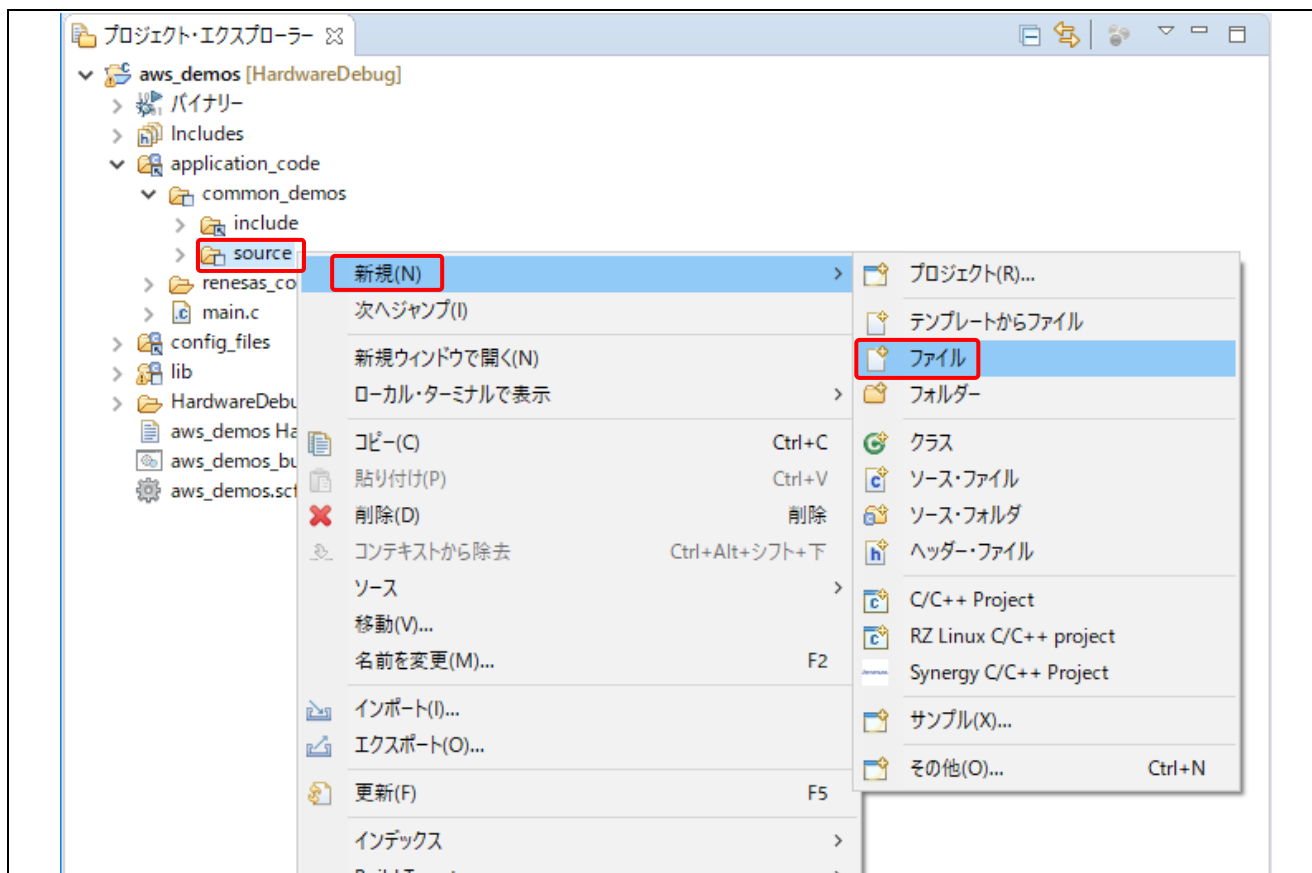 プロジェクト・エクスプローラー
aws_demos [HardwareDebug]
バイナリー
Includes
application_code
common_demos
include
source
renesas_co
main.c
config_files
lib
HardwareDebu
aws_demos Ha
aws_demos_bu
aws_demos.scf
新規(N)
次へジャンプ(I)
新規ウィンドウで開く(N)
ローカル・ターミナルで表示
コピー(C) Ctrl+C
貼り付け(P) Ctrl+V
削除(D) 削除
コンテキストから除去 Ctrl+Alt+シフト+下
ソース
移動(V)...
名前を変更(M)... F2
インポート(I)...
エクスポート(O)...
更新(F) F5
インデックス
プロジェクト(R)...
テンプレートからファイル
ファイル
フォルダー
クラス
ソース・ファイル
ソース・フォルダ
ヘッダー・ファイル
C/C++ Project
RZ Linux C/C++ project
Synergy C/C++ Project
サンプル(X)...
その他(O)... Ctrl+N